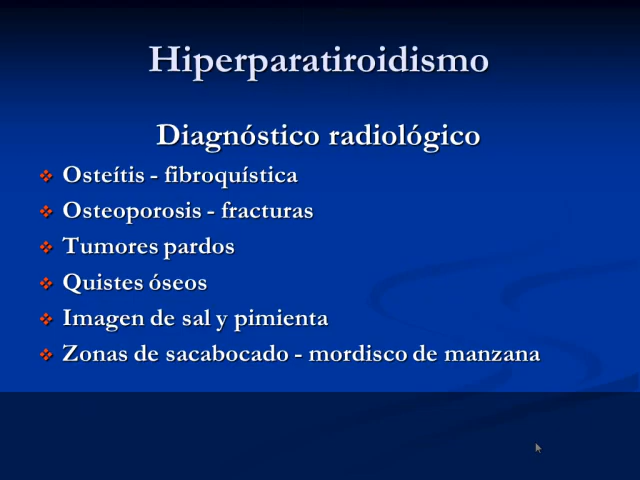 Hiperparatiroidismo
Diagnóstico radiológico
Osteítis - fibroquística
Osteoporosis - fracturas
Tumores pardos
Quistes óseos
Imagen de sal y pimienta
Zonas de sacabocado - mordisco de manzana